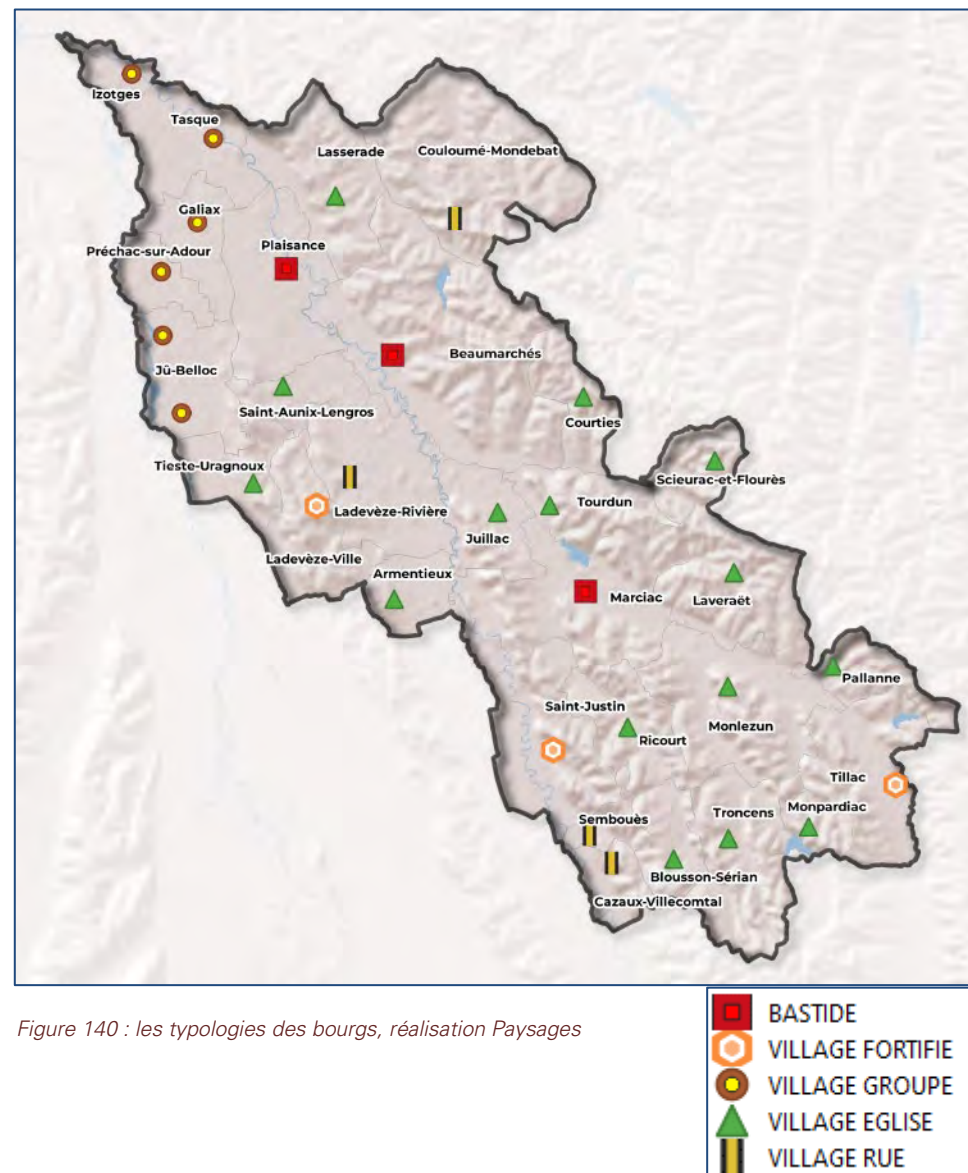 Izotges
Tasque
Lasserade
Couloumé-Mondebat
Galiax
Plaisance
Préchac-sur-Adour
Beaumarchés
Jû-Belloc
Saint-Aunix-Lengros
Courties
Tieste-Uragnoux
Scieurac-et-Flourès
Ladevèze-Rivière
Tourdun
Juillac
Ladevèze-Ville
Armentieux
Marciac
Laveraët
Pallanne
Saint-Justin
Monlezun
Ricourt
Tillac
Monpardiac
Troncens
Sembouès
Blousson-Sérian
Cazaux-Villecomtal
Figure 140 : les typologies des bourgs, réalisation Paysages
BASTIDE
VILLAGE FORTIFIE
VILLAGE GROUPE
VILLAGE EGLISE
VILLAGE RUE